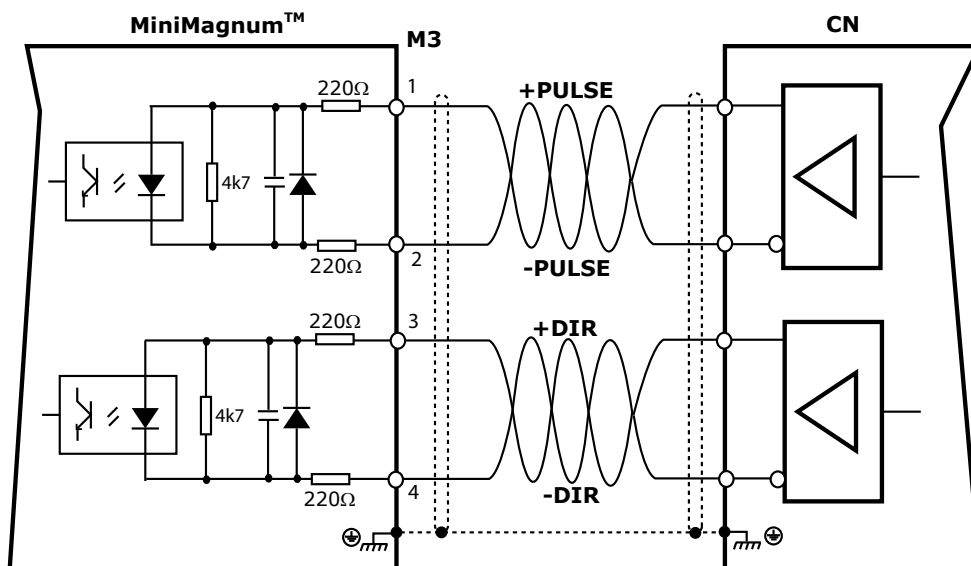 MiniMagnum™
M3
CN
220Ω
1
+PULSE
4k7
220Ω
2
-PULSE
220Ω
3
+DIR
4k7
220Ω
4
-DIR